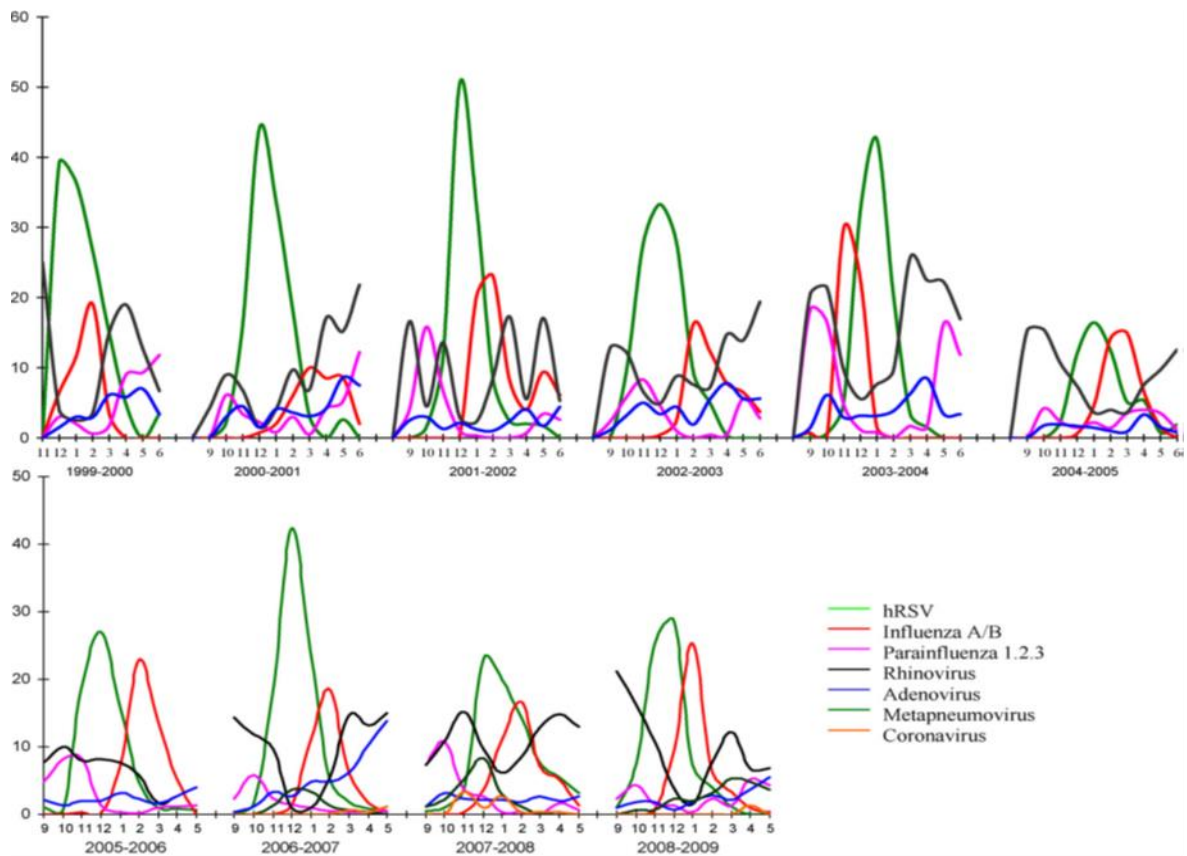 60
50
40
30
20
10
0
11 12 1 2 3 4 5 6
9 10 11 12 1 2 3 4 5 6
9 10 11 12 1 2 3 4 5 6
9 10 11 12 1 2 3 4 5 6
9 10 11 12 1 2 3 4 5 6
9 10 11 12 1 2 3 4 5
1999-2000
2000-2001
2001-2002
2002-2003
2003-2004
2004-2005
50
40
30
20
10
0
hRSV
Influenza A/B
Parainfluenza 1.2.3
Rhinovirus
Adenovirus
Metapneumovirus
Coronavirus
9 10 11 12 1 2 3 4 5
9 10 11 12 1 2 3 4 5
9 10 11 12 1 2 3 4 5
9 10 11 12 1 2 3 4 5
2005-2006
2006-2007
2007-2008
2008-2009